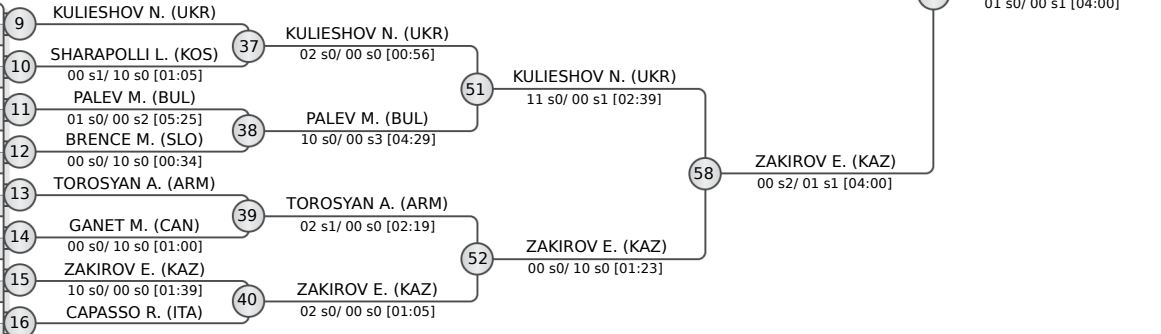 01 s0/ 00 s1 [04:00]
9
KULIESHOV N. (UKR)
37
KULIESHOV N. (UKR)
02 s0/ 00 s0 [00:56]
10
SHARAPOLLI L. (KOS)
00 s1/ 10 s0 [01:05]
51
KULIESHOV N. (UKR)
11 s0/ 00 s1 [02:39]
11
PALEV M. (BUL)
01 s0/ 00 s2 [05:25]
38
PALEV M. (BUL)
10 s0/ 00 s3 [04:29]
12
BRENCE M. (SLO)
00 s0/ 10 s0 [00:34]
58
ZAKIROV E. (KAZ)
00 s2/ 01 s1 [04:00]
13
TOROSYAN A. (ARM)
39
TOROSYAN A. (ARM)
02 s1/ 00 s0 [02:19]
14
GANET M. (CAN)
00 s0/ 10 s0 [01:00]
52
ZAKIROV E. (KAZ)
00 s0/ 10 s0 [01:23]
15
ZAKIROV E. (KAZ)
10 s0/ 00 s0 [01:39]
40
ZAKIROV E. (KAZ)
02 s0/ 00 s0 [01:05]
16
CAPASSO R. (ITA)